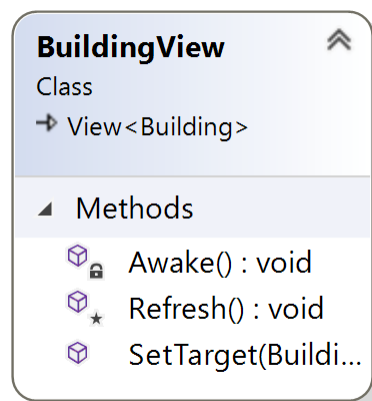 BuildingView
Class
View<Building>
Methods
Awake() : void
Refresh() : void
SetTarget(Buildi...